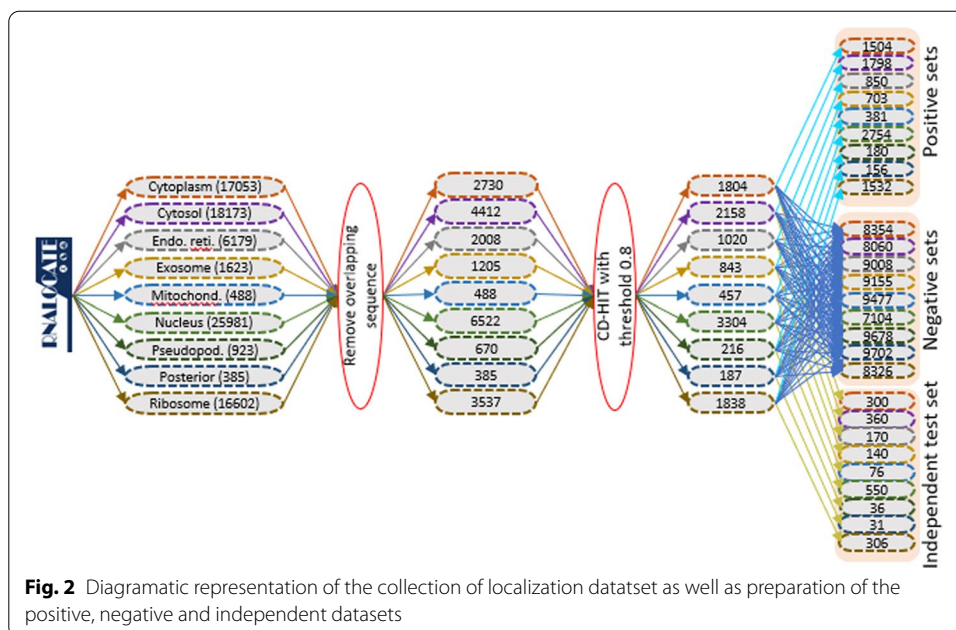 RNALOCATE
Cytoplasm (17053)
Cytosol (18173)
Endo. reti. (6179)
Exosome (1623)
Mitochond. (488)
Nucleus (25981)
Pseudopod. (923)
Posterior (385)
Ribosome (16602)
Remove overlapping
sequence
2730
4412
2008
1205
488
6522
670
385
3537
CD-HIT with
threshold 0.8
1804
2158
1020
843
457
3304
216
187
1838
1504
1798
850
703
381
2754
180
156
1532
Positive sets
8354
8060
9008
9155
9477
7104
9678
9702
8326
Negative sets
300
360
170
140
76
550
36
31
306
Independent test set
Fig. 2 Diagramatic representation of the collection of localization datatset as well as preparation of the
positive, negative and independent datasets